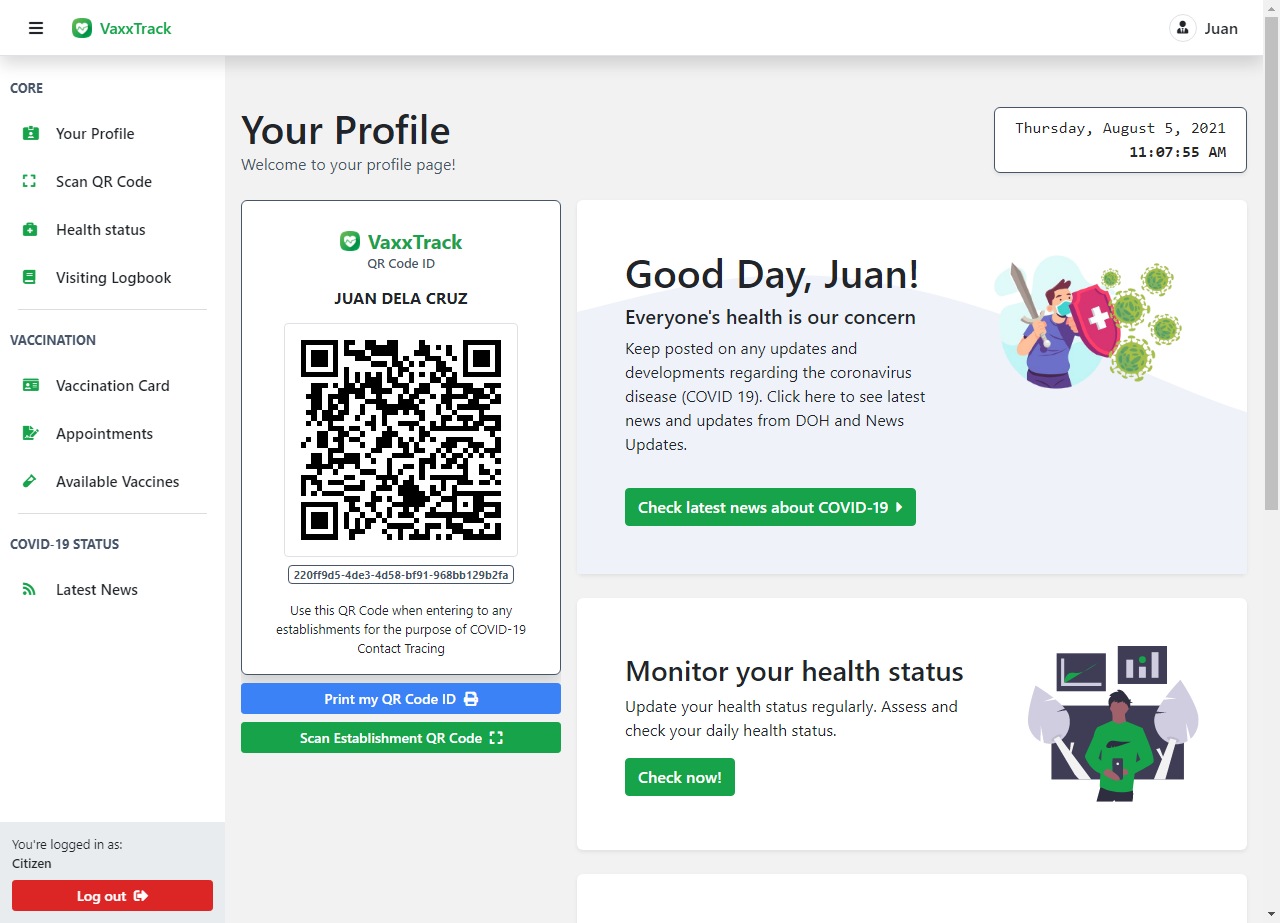 VaxxTrack
Juan
CORE
Your Profile
Scan QR Code
Health status
Visiting Logbook
VACCINATION
Vaccination Card
Appointments
Available Vaccines
COVID-19 STATUS
Latest News
You're logged in as:
Citizen
Log out
Your Profile
Welcome to your profile page!
Thursday, August 5, 2021
11:07:55 AM
VaxxTrack
QR Code ID
JUAN DELA CRUZ
220ff9d5-4de3-4d58-bf91-968bb129b2fa
Use this QR Code when entering to any
establishments for the purpose of COVID-19
Contact Tracing
Print my QR Code ID
Scan Establishment QR Code
Good Day, Juan!
Everyone's health is our concern
Keep posted on any updates and
developments regarding the coronavirus
disease (COVID 19). Click here to see latest
news and updates from DOH and News
Updates.
Check latest news about COVID-19
Monitor your health status
Update your health status regularly. Assess and
check your daily health status.
Check now!